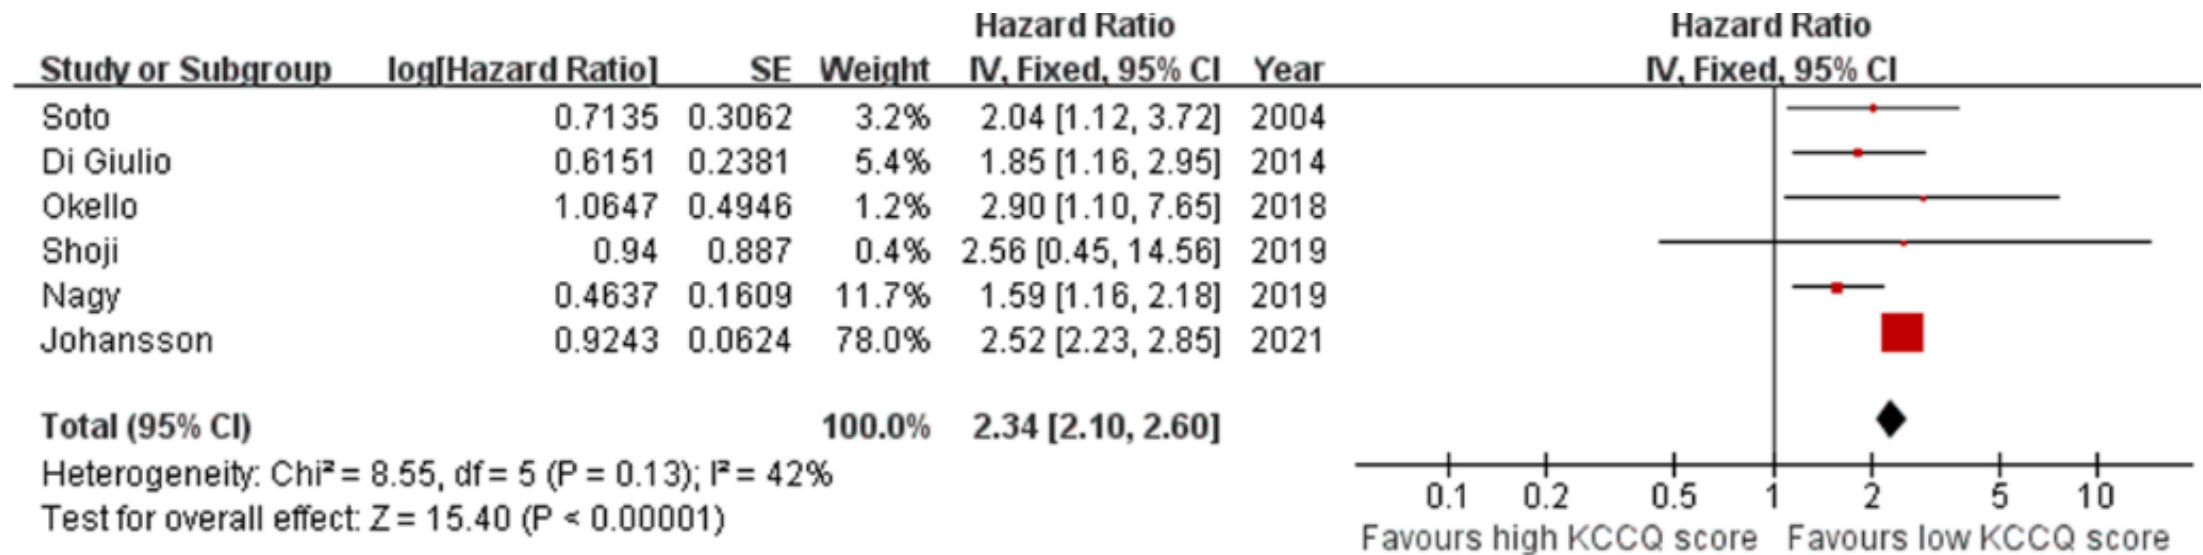 Hazard Ratio Hazard Ratio
Study or Subgroup log[Hazard Ratio] SE Weight IV, Fixed, 95% CI Year IV, Fixed, 95% CI
Soto 0.7135 0.3062 3.2% 2.04 [1.12, 3.72] 2004
Di Giulio 0.6151 0.2381 5.4% 1.85 [1.16, 2.95] 2014
Okello 1.0647 0.4946 1.2% 2.90 [1.10, 7.65] 2018
Shoji 0.94 0.887 0.4% 2.56 [0.45, 14.56] 2019
Nagy 0.4637 0.1609 11.7% 1.59 [1.16, 2.18] 2019
Johansson 0.9243 0.0624 78.0% 2.52 [2.23, 2.85] 2021
Total (95% CI) 100.0% 2.34 [2.10, 2.60]
Heterogeneity: Chi² = 8.55, df = 5 (P = 0.13); I² = 42%
Test for overall effect: Z = 15.40 (P < 0.00001)
0.1 0.2 0.5 1 2 5 10
Favours high KCCQ score Favours low KCCQ score